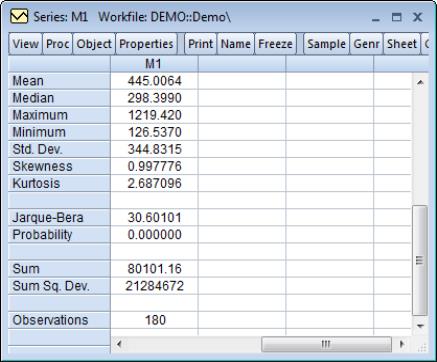 Series: M1 Workfile: DEMO::Demo\
View Proc Object Properties Print Name Freeze Sample Genr Sheet
M1
Mean 445.0064
Median 298.3990
Maximum 1219.420
Minimum 126.5370
Std. Dev. 344.8315
Skewness 0.997776
Kurtosis 2.687096
Jarque-Bera 30.60101
Probability 0.000000
Sum 80101.16
Sum Sq. Dev. 21284672
Observations 180